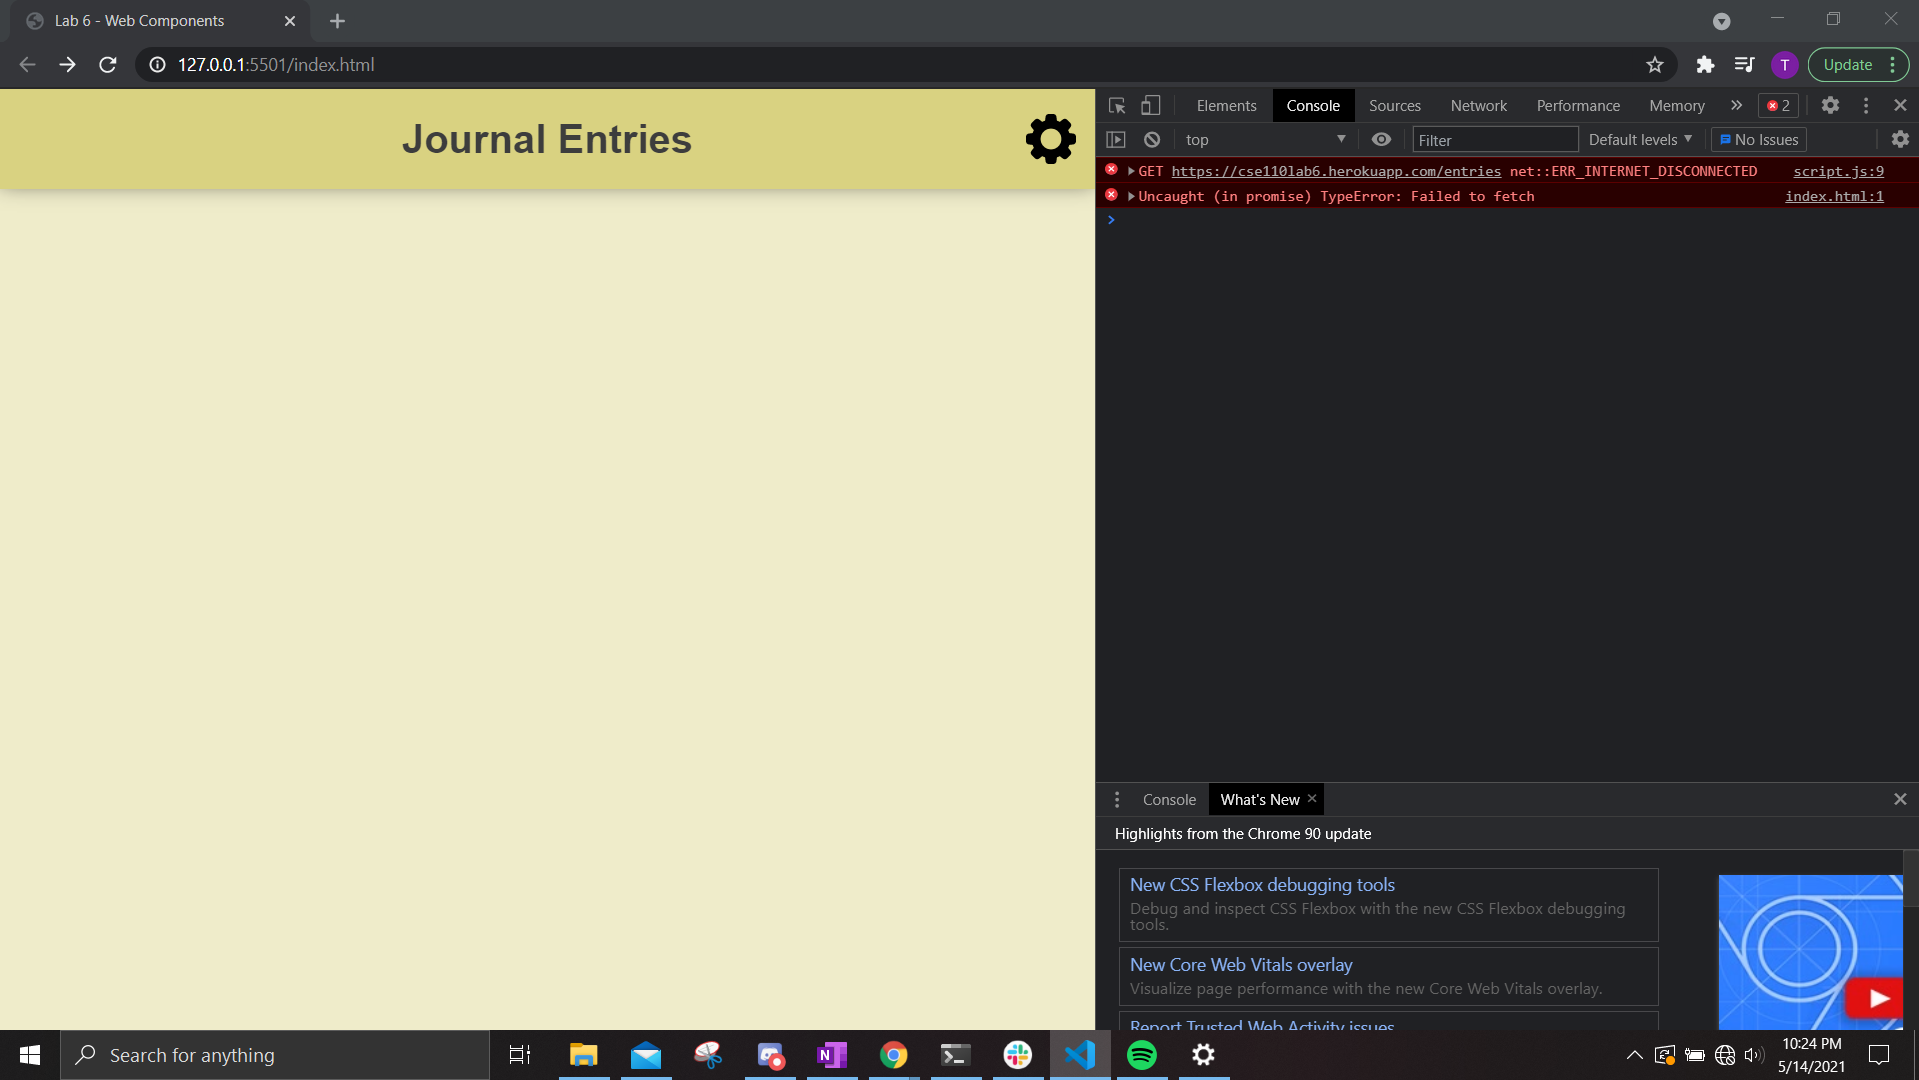 Lab 6 - Web Components
127.0.0.1:5501/index.html
T
Update
Journal Entries
Elements Console Sources Network Performance Memory 2
top Filter Default levels No Issues
GET https://cse110lab6.herokuapp.com/entries net::ERR_INTERNET_DISCONNECTED script.js:9
Uncaught (in promise) TypeError: Failed to fetch index.html:1
Console What's New
Highlights from the Chrome 90 update
New CSS Flexbox debugging tools
Debug and inspect CSS Flexbox with the new CSS Flexbox debugging
tools.
New Core Web Vitals overlay
Visualize page performance with the new Core Web Vitals overlay.
Report Trusted Web Activity issues
Search for anything
N
10:24 PM
5/14/2021